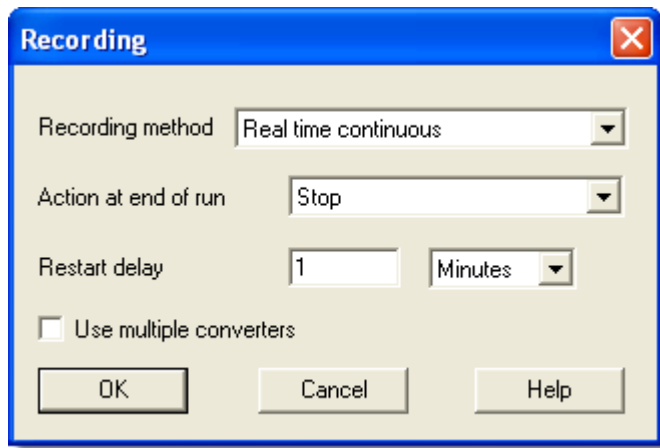 Recording
Recording method Real time continuous
Action at end of run Stop
Restart delay 1 Minutes
Use multiple converters
OK Cancel Help